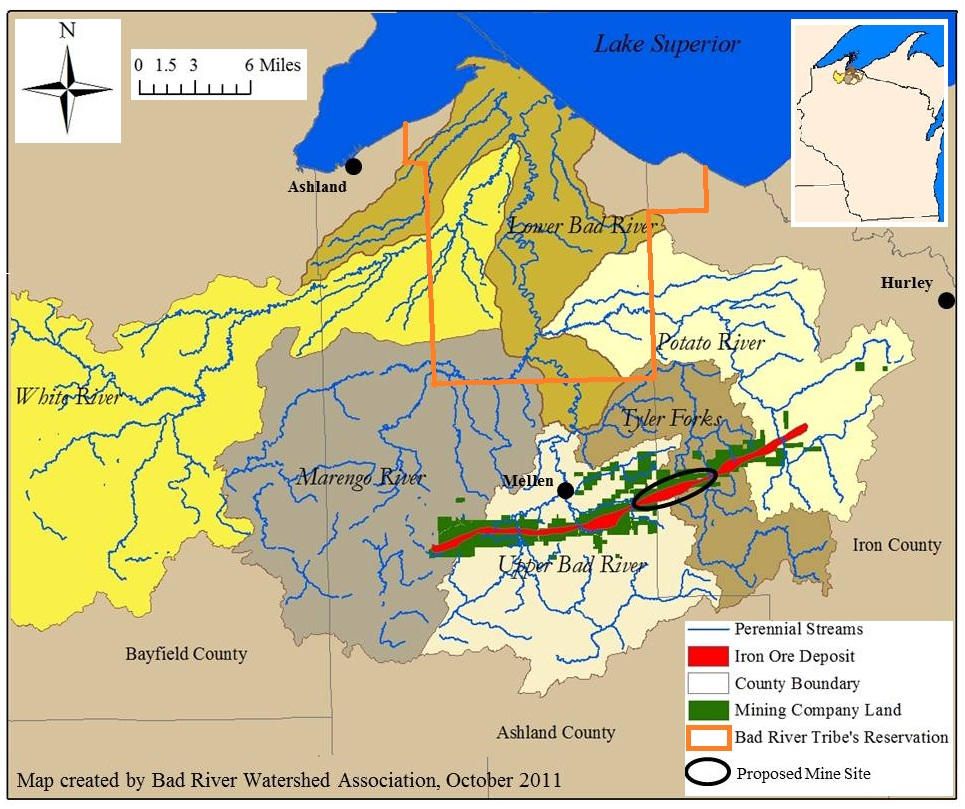 N
0 1.5 3 6 Miles
Lake Superior
Ashland
Lower Bad River
Hurley
Potato River
White River
Tyler Forks
Marengo River
Mellen
Iron County
Upper Bad River
Bayfield County
Ashland County
Perennial Streams
Iron Ore Deposit
County Boundary
Mining Company Land
Bad River Tribe's Reservation
Proposed Mine Site
Map created by Bad River Watershed Association, October 2011